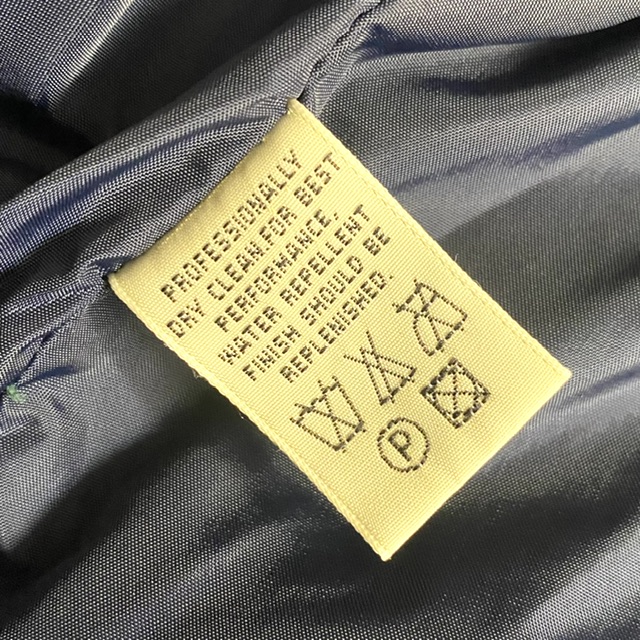 PROFESSIONALLY
DRY CLEAN FOR BEST
PERFORMANCE.
WATER REPELLENT
FINISH SHOULD BE
REPLENISHED.
P